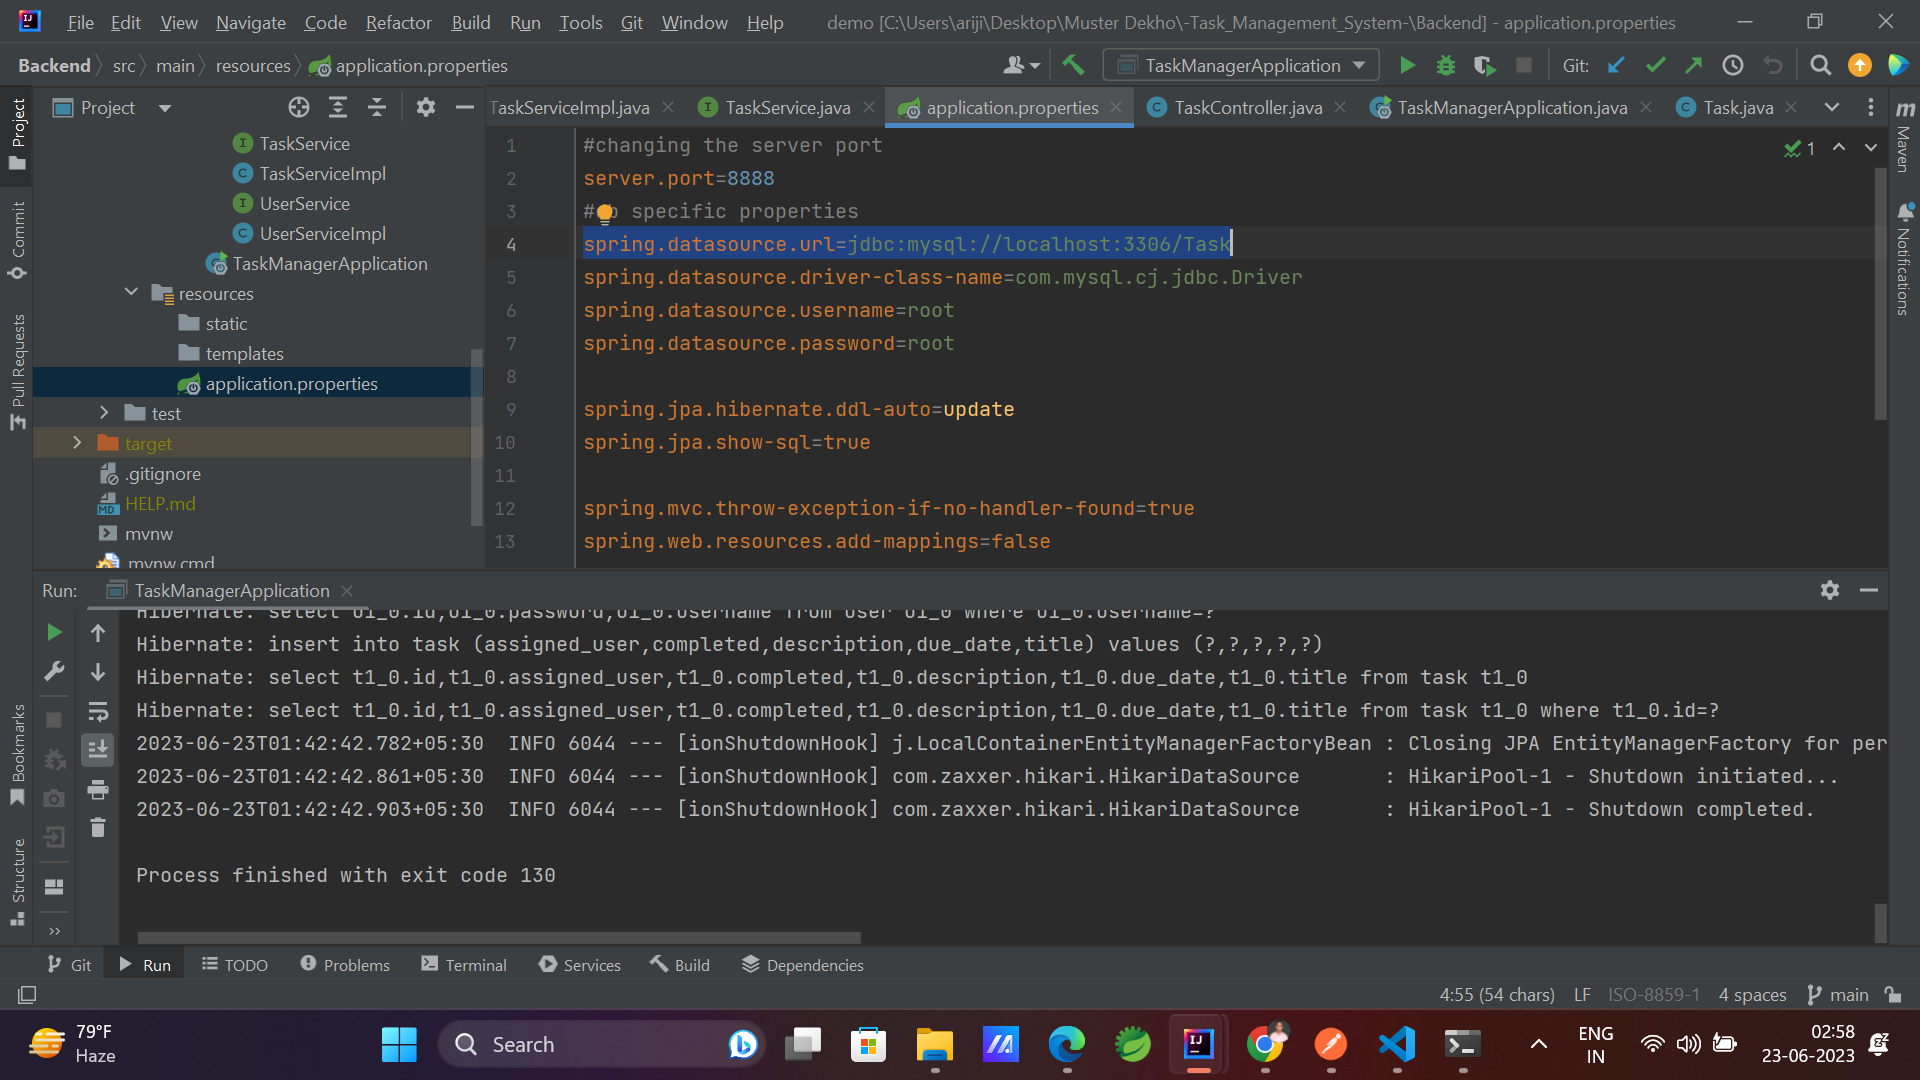 File Edit View Navigate Code Refactor Build Run Tools Git Window Help demo [C:\Users\ariji\Desktop\Muster Dekho\-Task_Management_System-\Backend] - application.properties
Backend src main resources application.properties TaskManagerApplication Git:
Project
TaskServiceImpl.java TaskService.java application.properties TaskController.java TaskManagerApplication.java Task.java
TaskService
TaskServiceImpl
UserService
UserServiceImpl
TaskManagerApplication
resources
static
templates
application.properties
test
target
.gitignore
HELP.md
mvnw
mvnw.cmd
1 #changing the server port
2 server.port=8888
3 # specific properties
4 spring.datasource.url=jdbc:mysql://localhost:3306/Task
5 spring.datasource.driver-class-name=com.mysql.cj.jdbc.Driver
6 spring.datasource.username=root
7 spring.datasource.password=root
8
9 spring.jpa.hibernate.ddl-auto=update
10 spring.jpa.show-sql=true
11
12 spring.mvc.throw-exception-if-no-handler-found=true
13 spring.web.resources.add-mappings=false
1
Project
Commit
Pull Requests
Bookmarks
Structure
m
Maven
Notifications
Run: TaskManagerApplication
Hibernate: select u1_0.id,u1_0.password,u1_0.username from user u1_0 where u1_0.username=?
Hibernate: insert into task (assigned_user,completed,description,due_date,title) values (?,?,?,?,?)
Hibernate: select t1_0.id,t1_0.assigned_user,t1_0.completed,t1_0.description,t1_0.due_date,t1_0.title from task t1_0
Hibernate: select t1_0.id,t1_0.assigned_user,t1_0.completed,t1_0.description,t1_0.due_date,t1_0.title from task t1_0 where t1_0.id=?
2023-06-23T01:42:42.782+05:30 INFO 6044 --- [ionShutdownHook] j.LocalContainerEntityManagerFactoryBean : Closing JPA EntityManagerFactory for per
2023-06-23T01:42:42.861+05:30 INFO 6044 --- [ionShutdownHook] com.zaxxer.hikari.HikariDataSource : HikariPool-1 - Shutdown initiated...
2023-06-23T01:42:42.903+05:30 INFO 6044 --- [ionShutdownHook] com.zaxxer.hikari.HikariDataSource : HikariPool-1 - Shutdown completed.
Process finished with exit code 130
Git Run TODO Problems Terminal Services Build Dependencies
4:55 (54 chars) LF ISO-8859-1 4 spaces main
79°F
Haze
Search
ENG
IN
02:58
23-06-2023